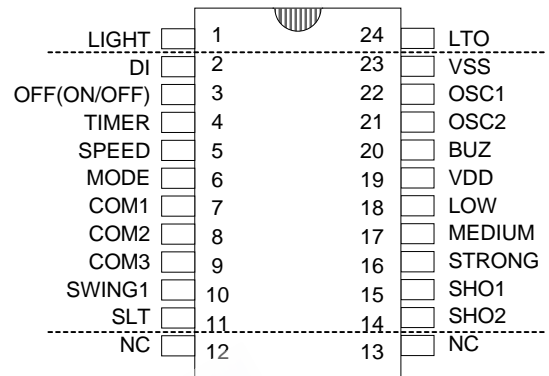 LIGHT 1 24 LTO
DI 2 23 VSS
OFF(ON/OFF) 3 22 OSC1
TIMER 4 21 OSC2
SPEED 5 20 BUZ
MODE 6 19 VDD
COM1 7 18 LOW
COM2 8 17 MEDIUM
COM3 9 16 STRONG
SWING1 10 15 SHO1
SLT 11 14 SHO2
NC 12 13 NC